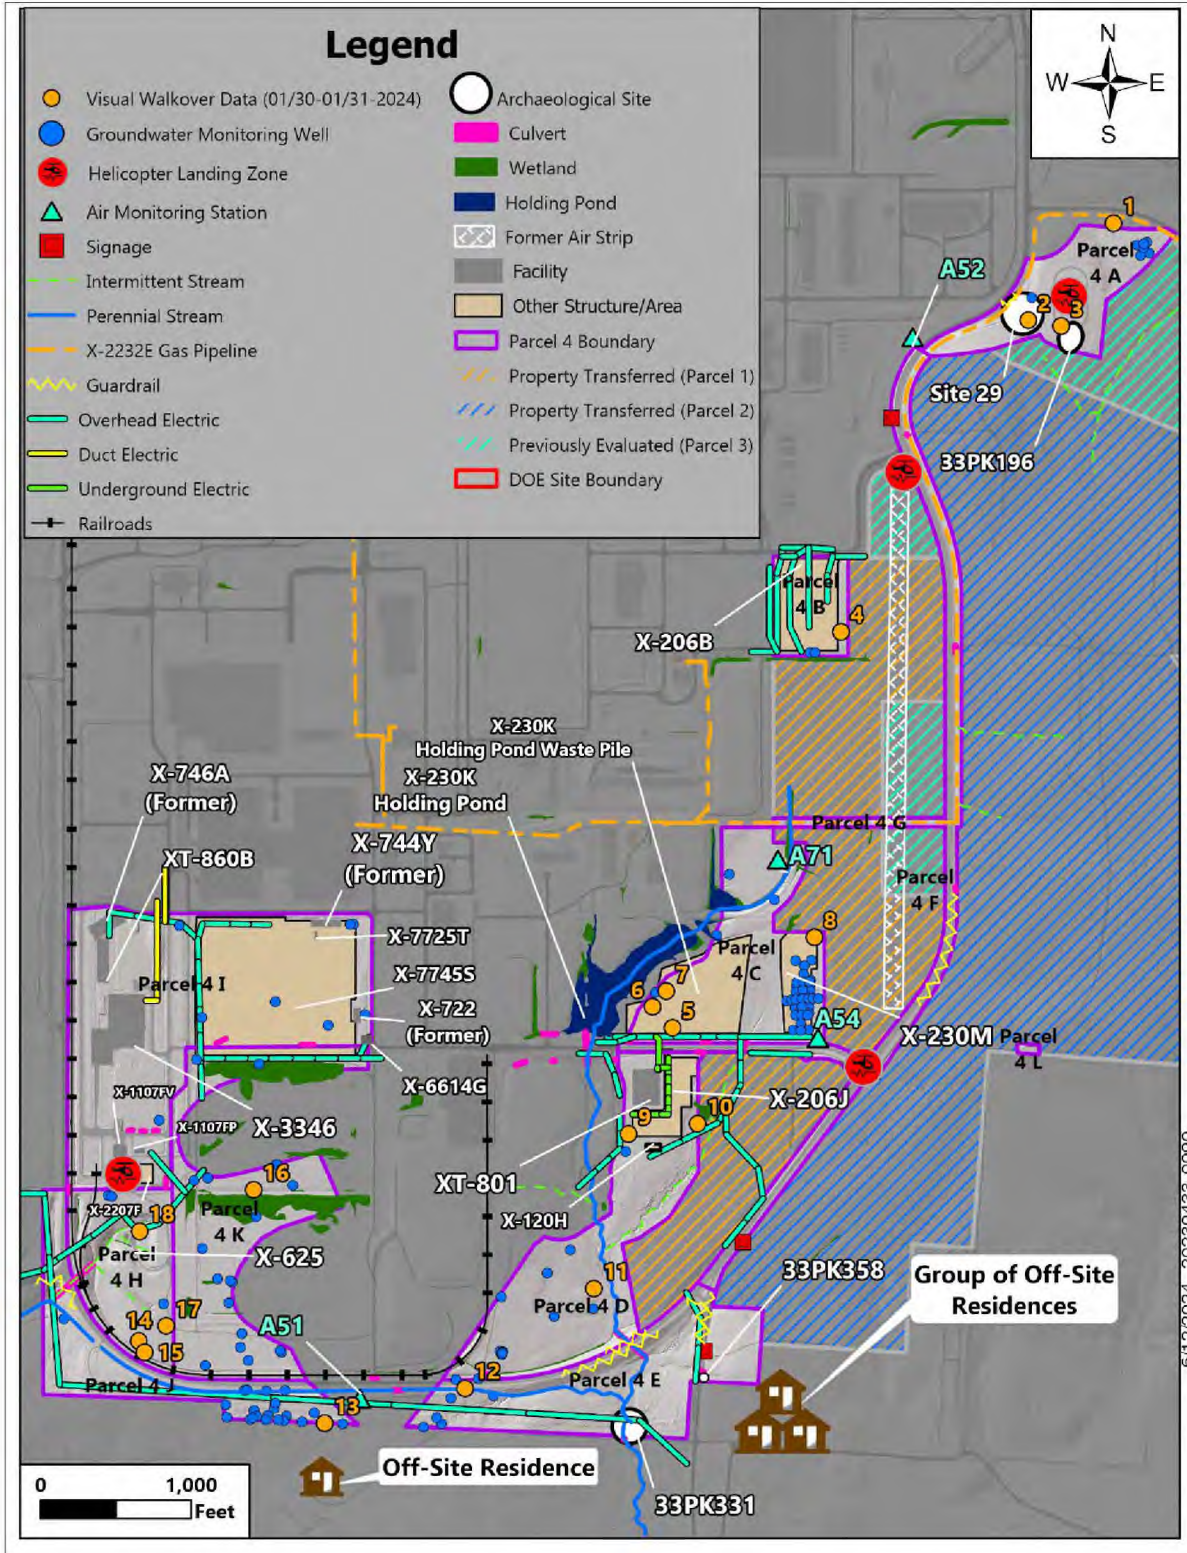 Legend
Visual Walkover Data (01/30-01/31-2024)
Groundwater Monitoring Well
Helicopter Landing Zone
Air Monitoring Station
Signage
Intermittent Stream
Perennial Stream
X-2232E Gas Pipeline
Guardrail
Overhead Electric
Duct Electric
Underground Electric
Railroads
Archaeological Site
Culvert
Wetland
Holding Pond
Former Air Strip
Facility
Other Structure/Area
Parcel 4 Boundary
Property Transferred (Parcel 1)
Property Transferred (Parcel 2)
Previously Evaluated (Parcel 3)
DOE Site Boundary
N
W
E
S
1
Parcel
4 A
A52
2
3
Site 29
33PK196
Parcel
4 B
4
X-206B
X-230K
Holding Pond Waste Pile
X-230K
Holding Pond
X-746A
(Former)
XT-860B
X-744Y
(Former)
Parcel 4 G
A71
Parcel
4 F
8
Parcel
4 C
X-7725T
X-7745S
Parcel 4 I
X-722
(Former)
7
6
5
A54
X-230M
Parcel
4 L
X-6614G
X-1107FV
X-1107FP
X-3346
X-206J
10
9
XT-801
X-120H
16
X-2207F
18
Parcel
4 K
X-625
Parcel
4 H
33PK358
Group of Off-Site
Residences
11
Parcel 4 D
17
14
15
A51
12
Parcel 4 E
Parcel 4 J
13
Off-Site Residence
33PK331
0
1,000
Feet